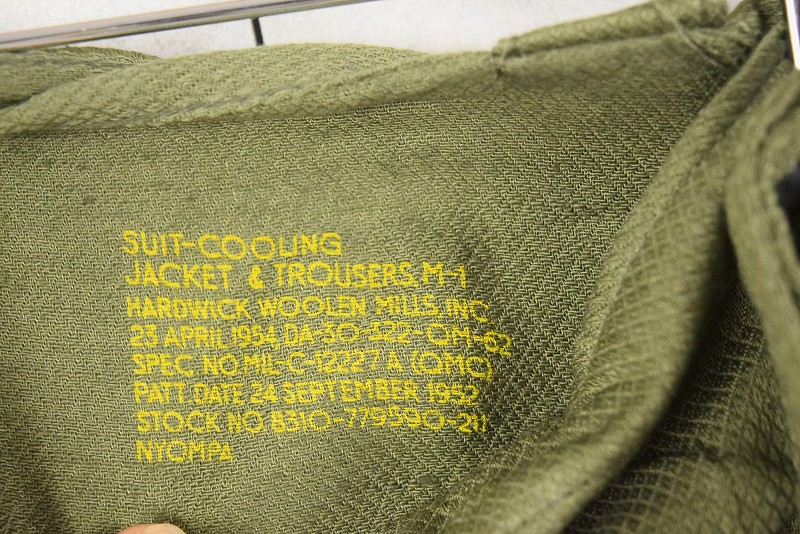 SUIT-COOLING
JACKET & TROUSERS, M-1
HARDWICK WOOLEN MILLS, INC
23 APRIL 1954, DA-30-322-QM-62
SPEC. NO MIL-C-12227 A (QMC)
PATT. DATE 24 SEPTEMBER 1952
STOCK NO 8310-779590-211
NYQMPA